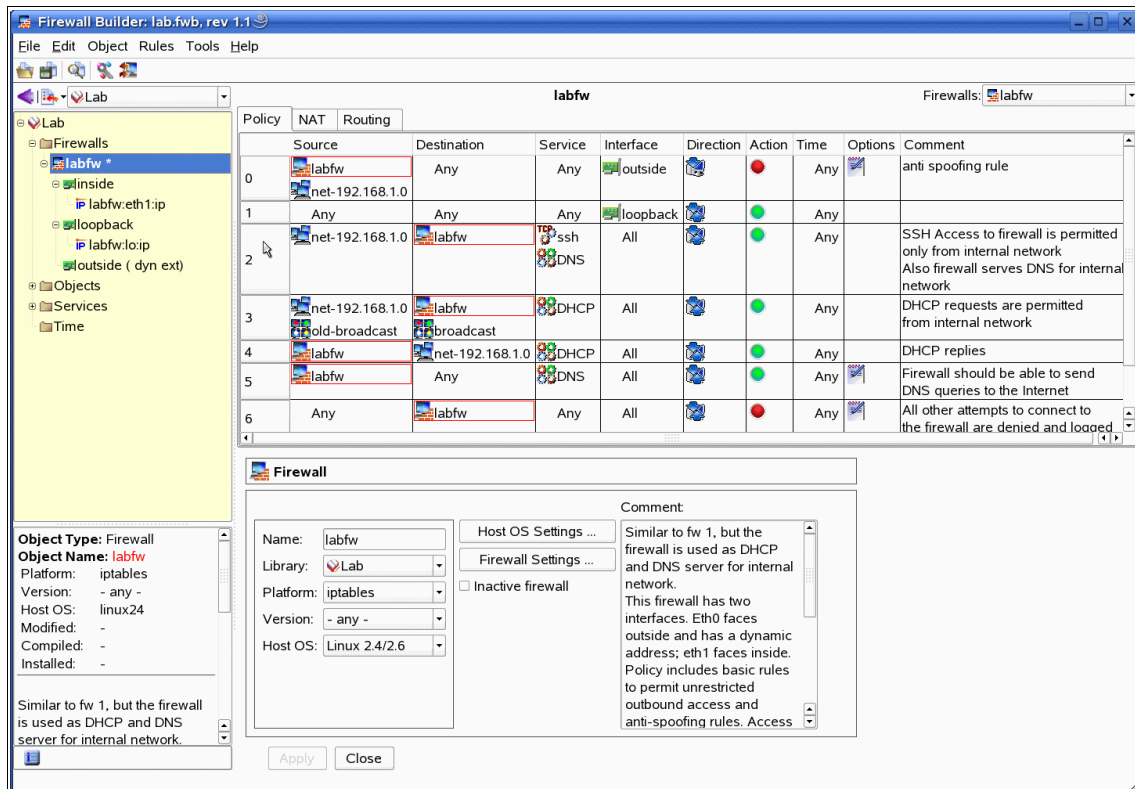 Firewall Builder: lab.fwb, rev 1.1
File Edit Object Rules Tools Help
Lab
labfw
Firewalls: labfw
Lab
Firewalls
labfw *
inside
labfw:eth1:ip
loopback
labfw:lo:ip
outside ( dyn ext)
Objects
Services
Time
Policy NAT Routing
Source Destination Service Interface Direction Action Time Options Comment
0 labfw Any Any outside Any anti spoofing rule
net-192.168.1.0
1 Any Any Any loopback Any
2 net-192.168.1.0 labfw TCP ssh All Any SSH Access to firewall is permitted
DNS only from internal network
Also firewall serves DNS for internal
network
3 net-192.168.1.0 labfw DHCP All Any DHCP requests are permitted
old-broadcast broadcast from internal network
4 labfw net-192.168.1.0 DHCP All Any DHCP replies
5 labfw Any DNS All Any Firewall should be able to send
DNS queries to the Internet
6 Any labfw Any All Any All other attempts to connect to
the firewall are denied and logged
Object Type: Firewall
Object Name: labfw
Platform: iptables
Version: - any -
Host OS: linux24
Modified: -
Compiled: -
Installed: -
Similar to fw 1, but the firewall
is used as DHCP and DNS
server for internal network.
Firewall
Name: labfw
Library: Lab
Platform: iptables
Version: - any -
Host OS: Linux 2.4/2.6
Host OS Settings ...
Firewall Settings ...
Inactive firewall
Comment:
Similar to fw 1, but the
firewall is used as DHCP
and DNS server for internal
network.
This firewall has two
interfaces. Eth0 faces
outside and has a dynamic
address; eth1 faces inside.
Policy includes basic rules
to permit unrestricted
outbound access and
anti-spoofing rules. Access
Apply Close